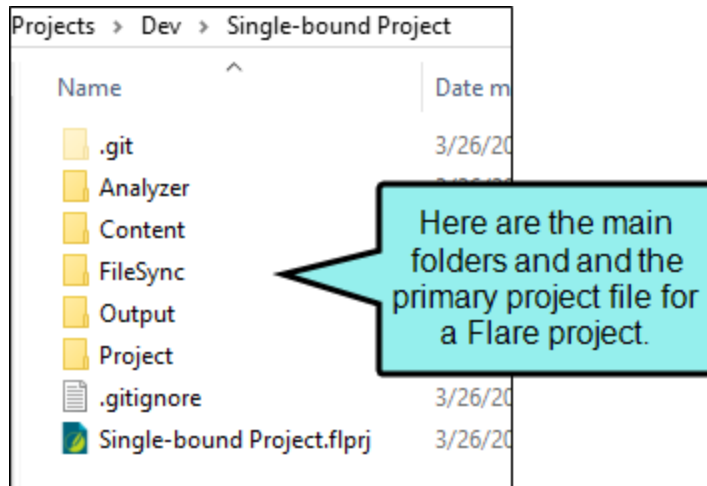 Projects > Dev > Single-bound Project
Name Date m
.git 3/26/20
Analyzer
Content
FileSync
Output
Project
.gitignore 3/26/20
Single-bound Project.flprj 3/26/20
Here are the main
folders and and the
primary project file for
a Flare project.